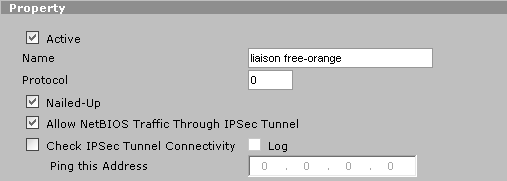 Property
Active
Name liaison free-orange
Protocol 0
Nailed-Up
Allow NetBIOS Traffic Through IPSec Tunnel
Check IPSec Tunnel Connectivity Log
Ping this Address 0 . 0 . 0 . 0